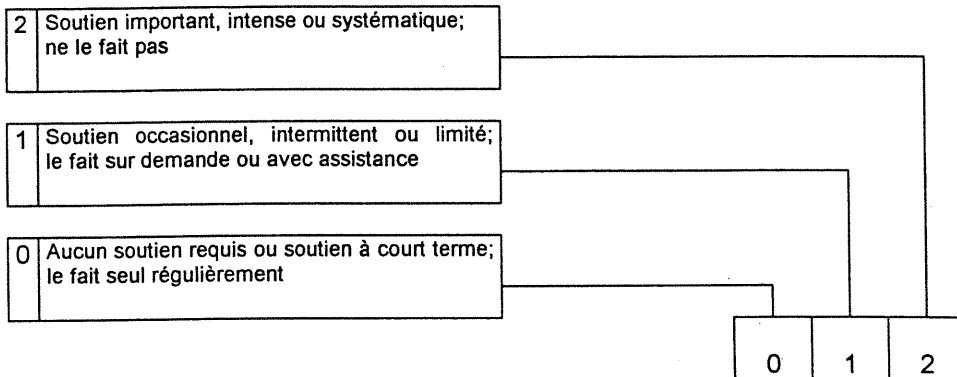 2 Soutien important, intense ou systématique;
ne le fait pas
1 Soutien occasionnel, intermittent ou limité;
le fait sur demande ou avec assistance
0 Aucun soutien requis ou soutien à court terme;
le fait seul régulièrement
0 1 2